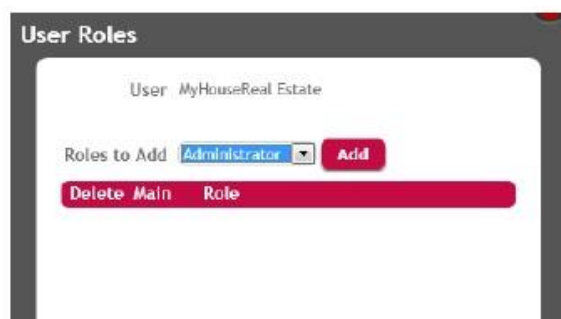 User Roles
User MyHouseReal Estate
Roles to Add Administrator Add
Delete Main Role